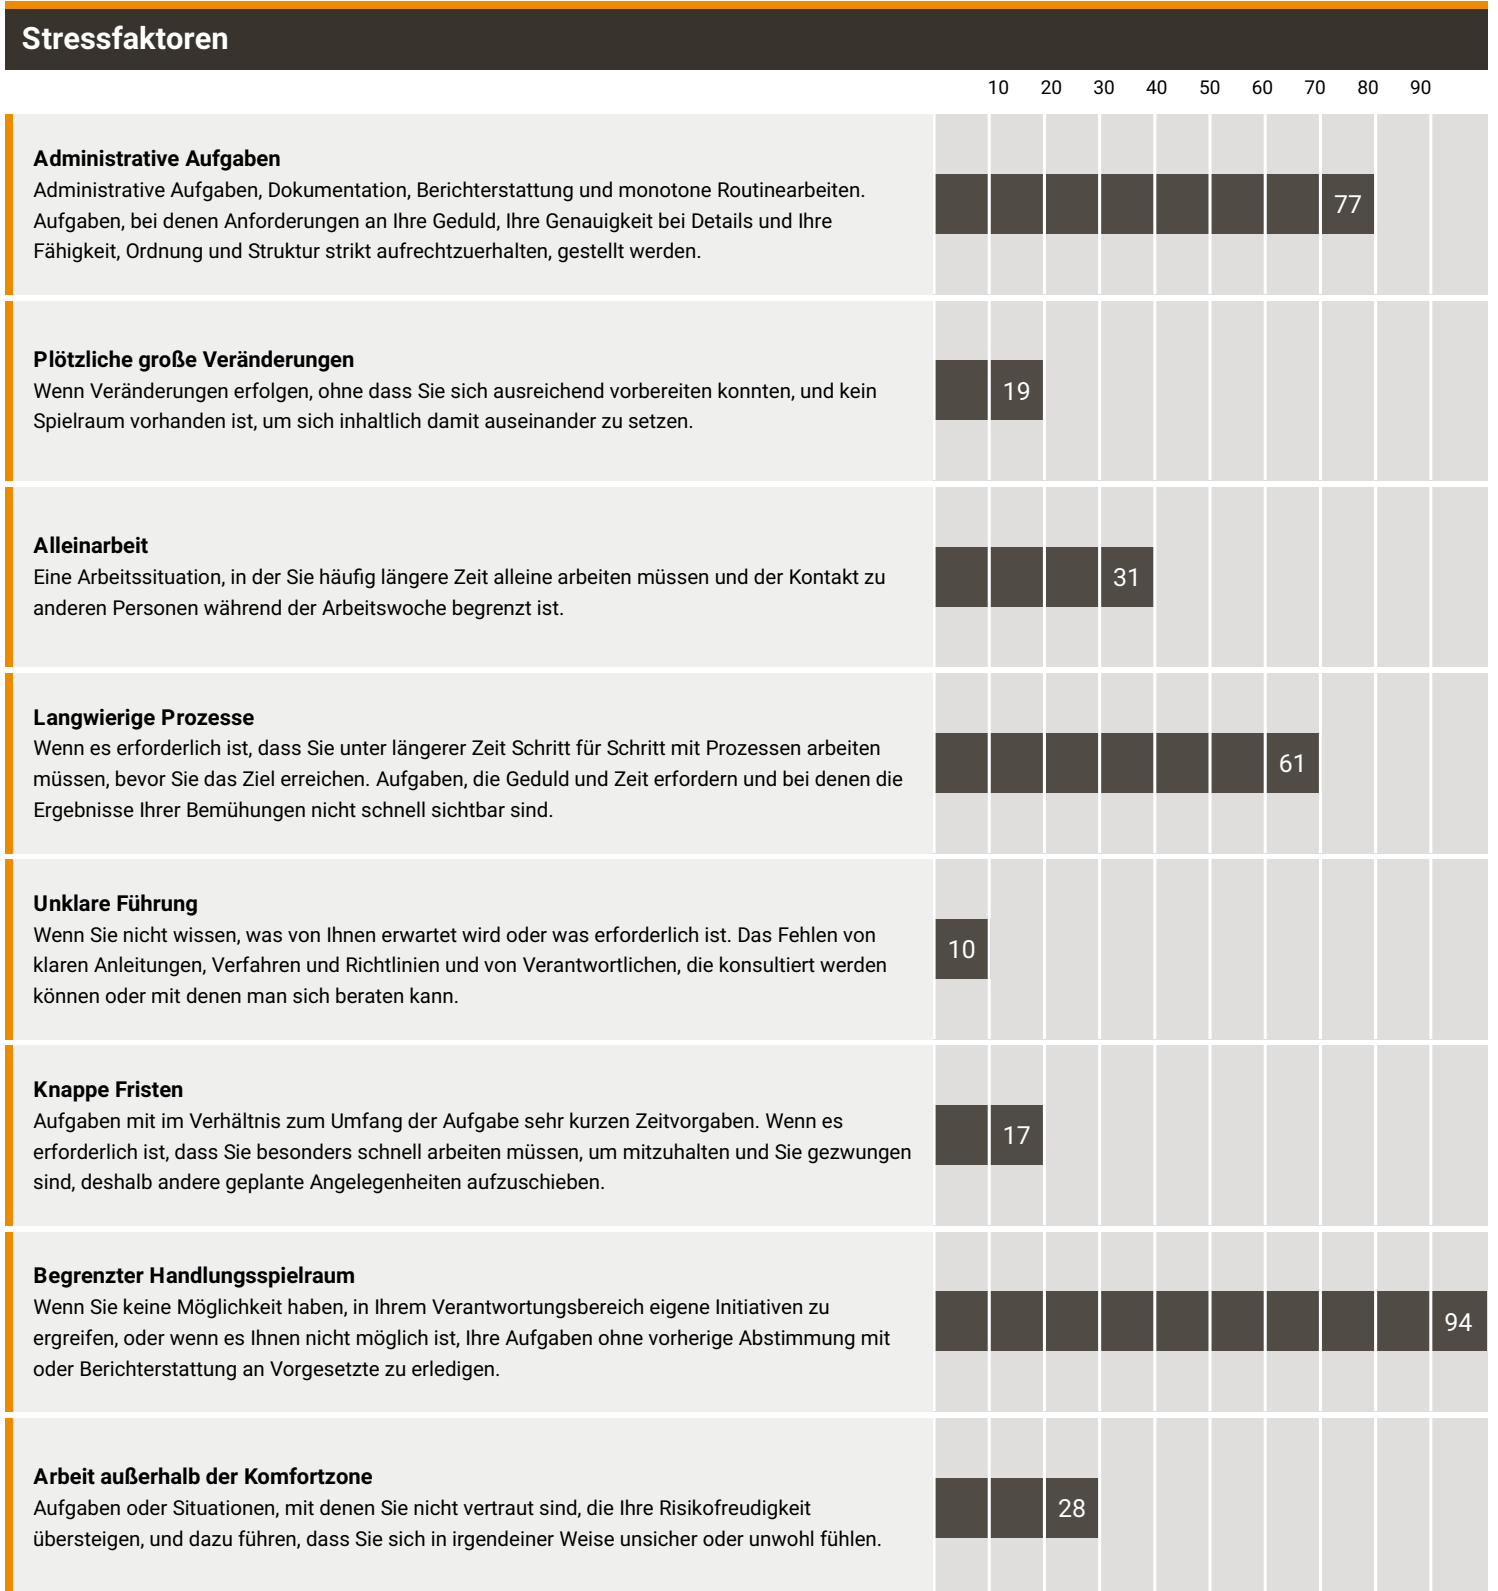 Stressfaktoren
10 20 30 40 50 60 70 80 90
Administrative Aufgaben
Administrative Aufgaben, Dokumentation, Berichterstattung und monotone Routinearbeiten.
Aufgaben, bei denen Anforderungen an Ihre Geduld, Ihre Genauigkeit bei Details und Ihre
Fähigkeit, Ordnung und Struktur strikt aufrechtzuerhalten, gestellt werden.
77
Plötzliche große Veränderungen
Wenn Veränderungen erfolgen, ohne dass Sie sich ausreichend vorbereiten konnten, und kein
Spielraum vorhanden ist, um sich inhaltlich damit auseinander zu setzen.
19
Alleinarbeit
Eine Arbeitssituation, in der Sie häufig längere Zeit alleine arbeiten müssen und der Kontakt zu
anderen Personen während der Arbeitswoche begrenzt ist.
31
Langwierige Prozesse
Wenn es erforderlich ist, dass Sie unter längerer Zeit Schritt für Schritt mit Prozessen arbeiten
müssen, bevor Sie das Ziel erreichen. Aufgaben, die Geduld und Zeit erfordern und bei denen die
Ergebnisse Ihrer Bemühungen nicht schnell sichtbar sind.
61
Unklare Führung
Wenn Sie nicht wissen, was von Ihnen erwartet wird oder was erforderlich ist. Das Fehlen von
klaren Anleitungen, Verfahren und Richtlinien und von Verantwortlichen, die konsultiert werden
können oder mit denen man sich beraten kann.
10
Knappe Fristen
Aufgaben mit im Verhältnis zum Umfang der Aufgabe sehr kurzen Zeitvorgaben. Wenn es
erforderlich ist, dass Sie besonders schnell arbeiten müssen, um mitzuhalten und Sie gezwungen
sind, deshalb andere geplante Angelegenheiten aufzuschieben.
17
Begrenzter Handlungsspielraum
Wenn Sie keine Möglichkeit haben, in Ihrem Verantwortungsbereich eigene Initiativen zu
ergreifen, oder wenn es Ihnen nicht möglich ist, Ihre Aufgaben ohne vorherige Abstimmung mit
oder Berichterstattung an Vorgesetzte zu erledigen.
94
Arbeit außerhalb der Komfortzone
Aufgaben oder Situationen, mit denen Sie nicht vertraut sind, die Ihre Risikofreudigkeit
übersteigen, und dazu führen, dass Sie sich in irgendeiner Weise unsicher oder unwohl fühlen.
28